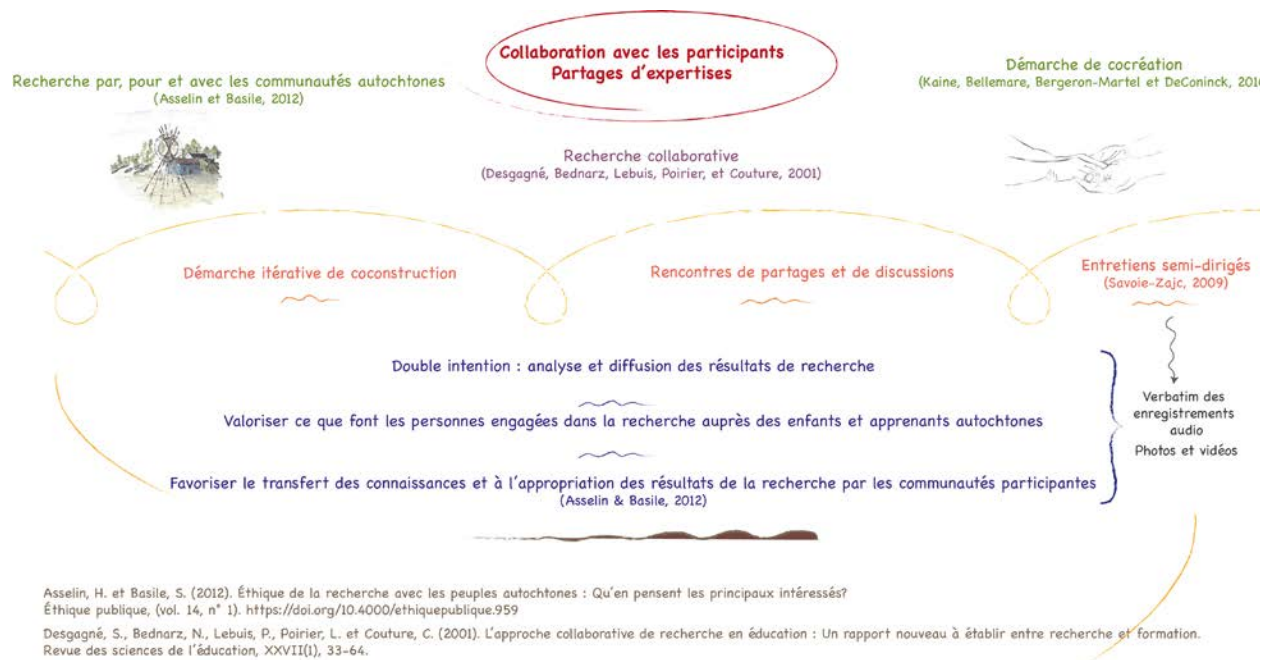 Collaboration avec les participants
Partages d'expertises
Recherche par, pour et avec les communautés autochtones
(Asselin et Basile, 2012)
Démarche de cocréation
(Kaine, Bellemare, Bergeron-Martel et DeConinck, 201
Recherche collaborative
(Desgagné, Bednarz, Lebuis, Poirier, et Couture, 2001)
Démarche itérative de coconstruction
Rencontres de partages et de discussions
Entretiens semi-dirigés
(Savoie-Zajc, 2009)
Double intention : analyse et diffusion des résultats de recherche
Valoriser ce que font les personnes engagées dans la recherche auprès des enfants et apprenants autochtones
Favoriser le transfert des connaissances et à l'appropriation des résultats de la recherche par les communautés participantes
(Asselin & Basile, 2012)
Verbatim des
enregistrements
audio
Photos et vidéos
Asselin, H. et Basile, S. (2012). Éthique de la recherche avec les peuples autochtones : Qu'en pensent les principaux intéressés?
Éthique publique, (vol. 14, n° 1). https://doi.org/10.4000/ethiquepublique.959
Desgagné, S., Bednarz, N., Lebuis, P., Poirier, L. et Couture, C. (2001). L'approche collaborative de recherche en éducation : Un rapport nouveau à établir entre recherche et formation.
Revue des sciences de l'éducation, XXVII(1), 33-64.